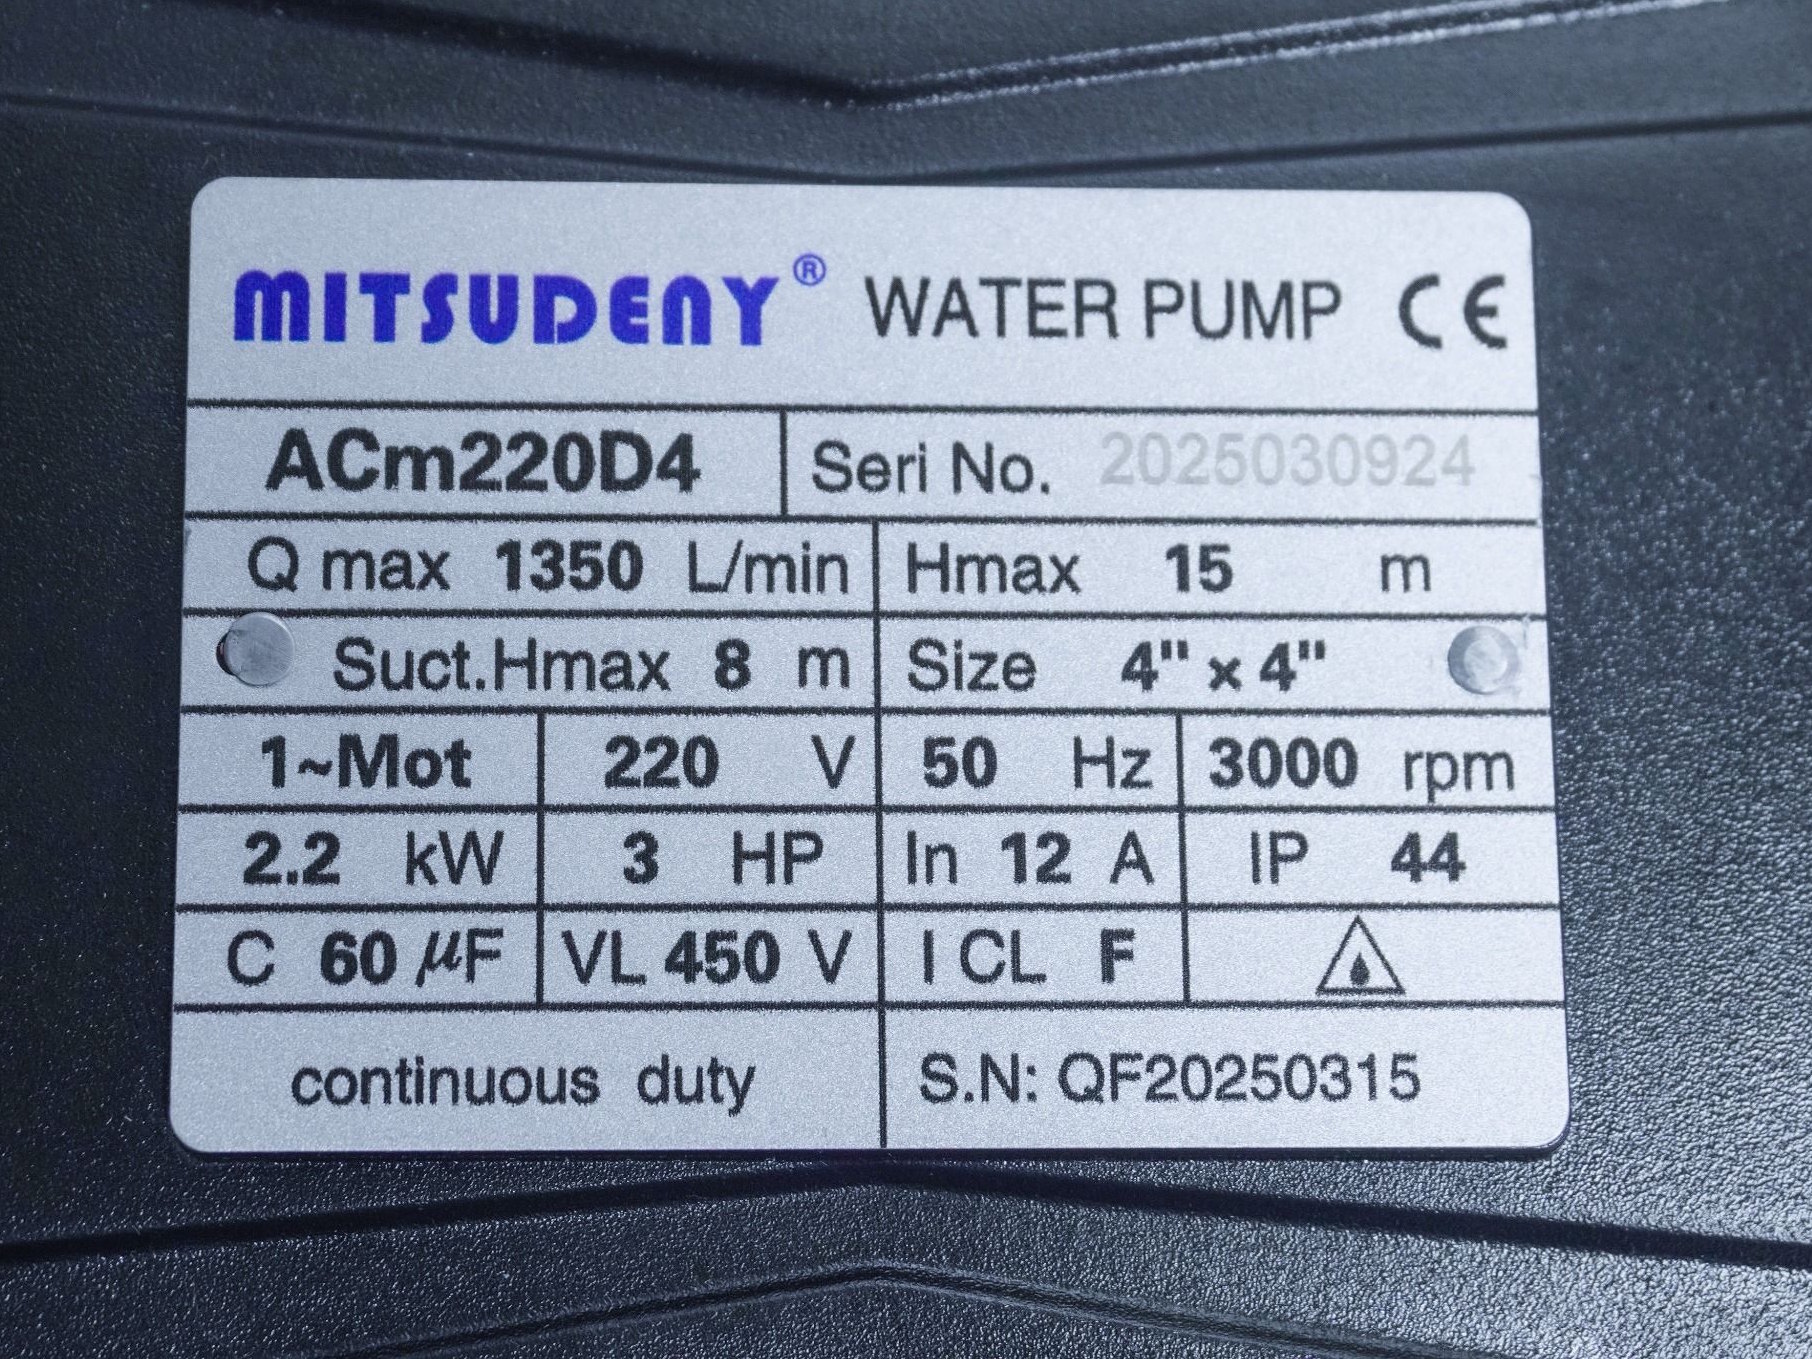 MITSUDENY® WATER PUMP CE
ACm220D4 Seri No. 2025030924
Q max 1350 L/min Hmax 15 m
Suct.Hmax 8 m Size 4" x 4"
1~Mot 220 V 50 Hz 3000 rpm
2.2 kW 3 HP In 12 A IP 44
C 60 µF VL 450 V I CL F
continuous duty S.N: QF20250315